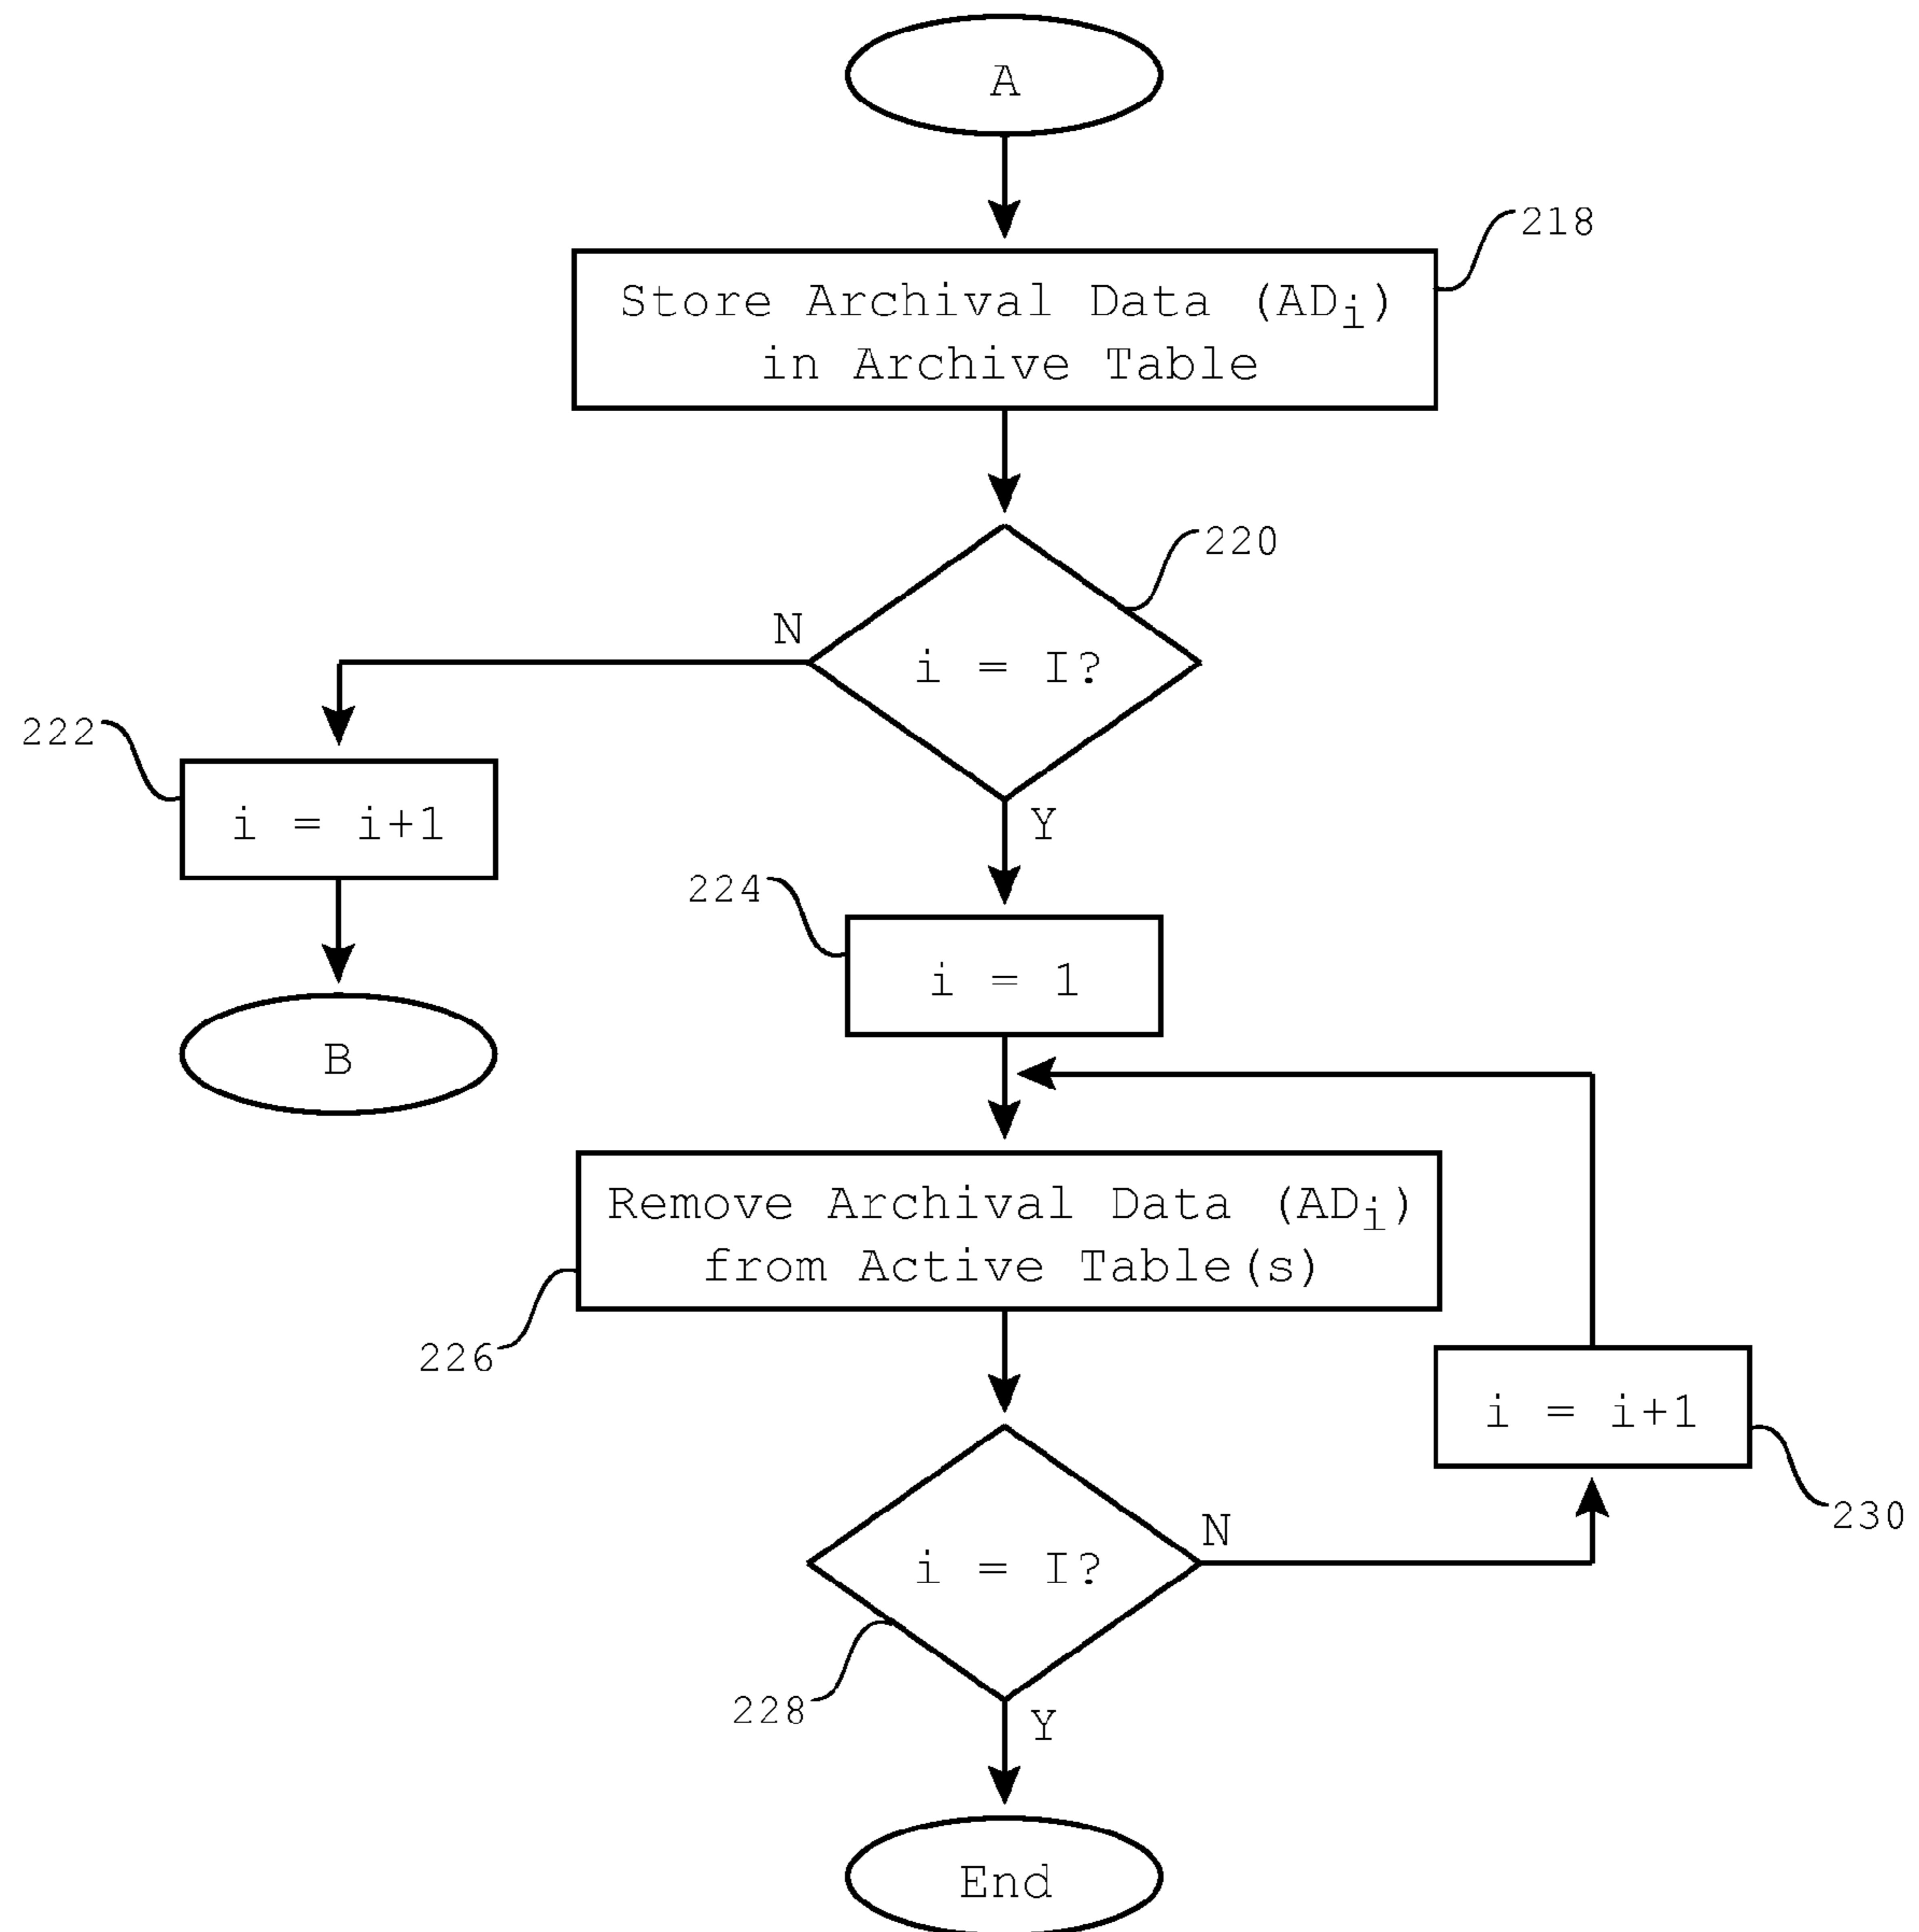 A
218
Store Archival Data (ADi)
in Archive Table
220
N
i = I?
222
i = i+1
Y
224
i = 1
B
Remove Archival Data (ADi)
from Active Table(s)
226
i = i+1
230
N
i = I?
228
Y
End